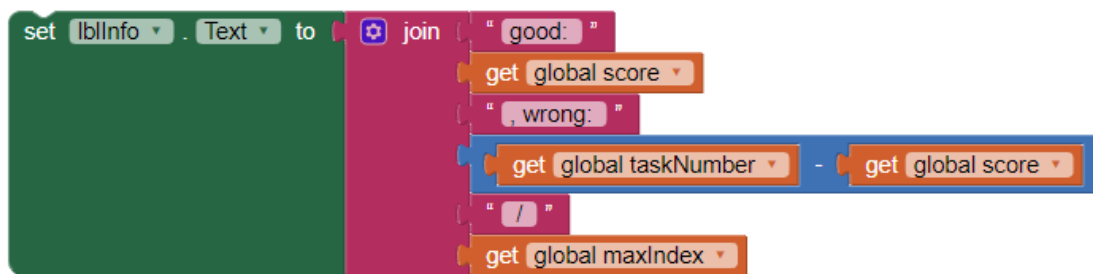 set lblInfo . Text to join " good: "
get global score
" , wrong: "
get global taskNumber - get global score
" / "
get global maxIndex